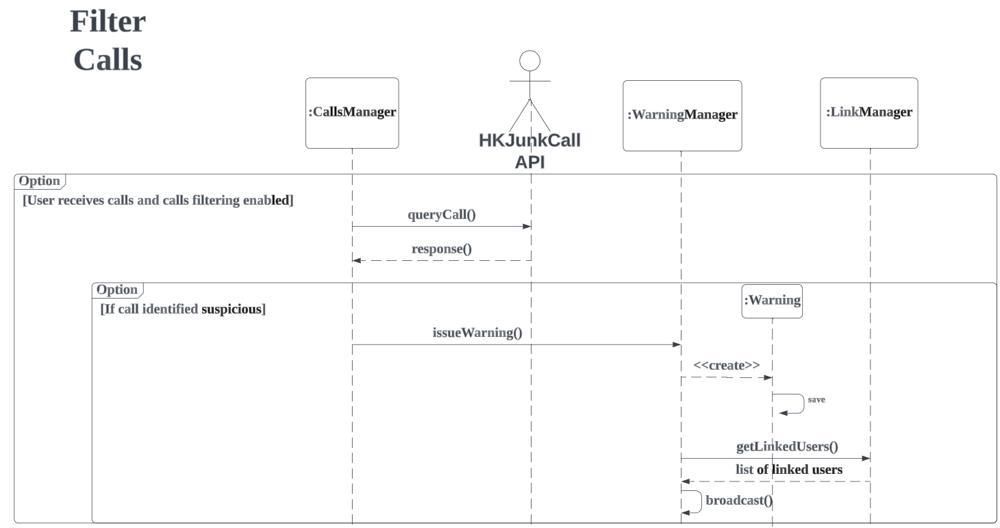 Filter
Calls
:CallsManager
HKJunkCall
API
:WarningManager
:LinkManager
Option
[User receives calls and calls filtering enabled]
queryCall()
response()
Option
[If call identified suspicious]
:Warning
issueWarning()
<<create>>
save
getLinkedUsers()
list of linked users
broadcast()